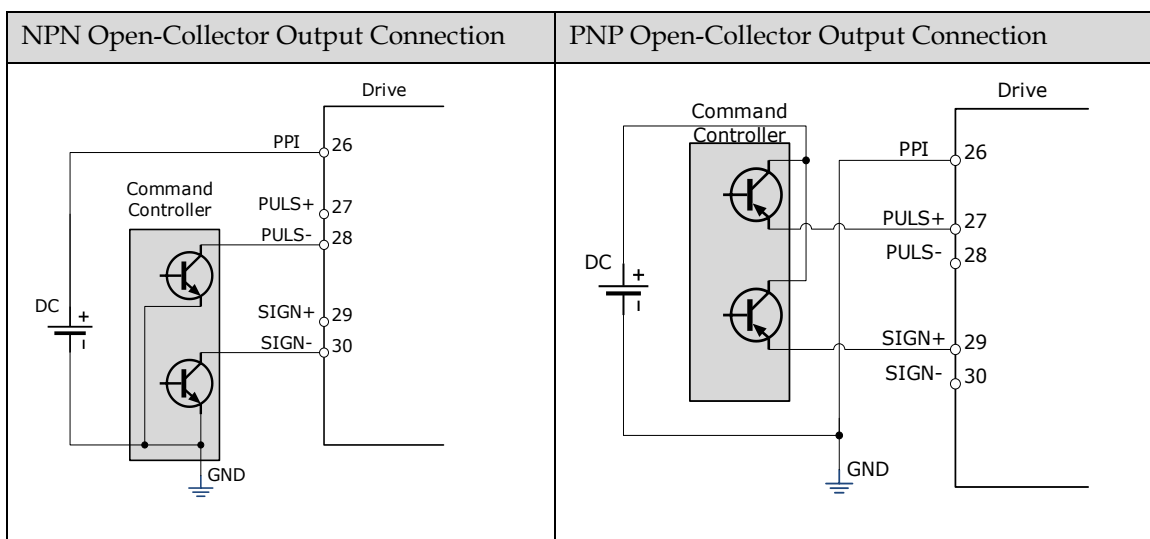 NPN Open-Collector Output Connection
PNP Open-Collector Output Connection
Drive
PPI
26
Command
Controller
PULS+
27
PULS-
28
DC
+
-
SIGN+
29
SIGN-
30
GND
Drive
Command
Controller
PPI
26
PULS+
27
PULS-
28
DC
+
-
SIGN+
29
SIGN-
30
GND